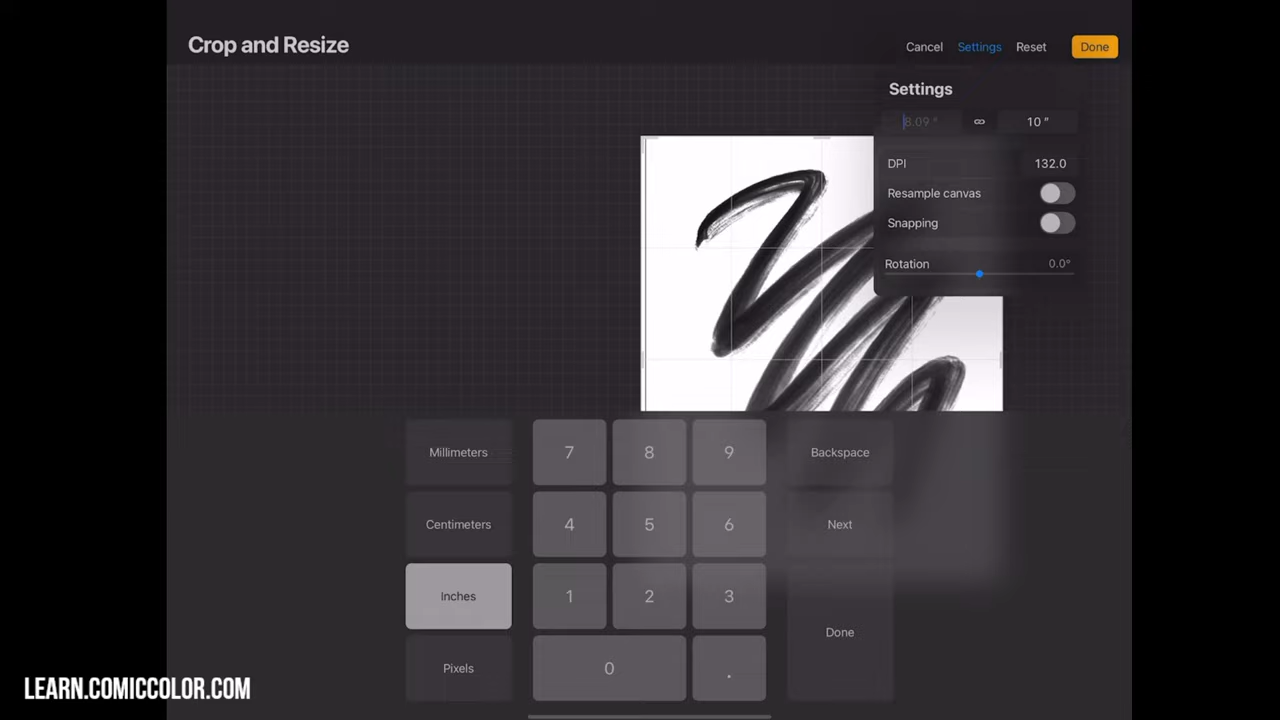 Crop and Resize
Cancel Settings Reset Done
Settings
8.09 " 10 "
DPI 132.0
Resample canvas
Snapping
Rotation 0.0°
Millimeters 7 8 9 Backspace
Centimeters 4 5 6 Next
Inches 1 2 3
Done
Pixels 0 .
LEARN.COMICCOLOR.COM